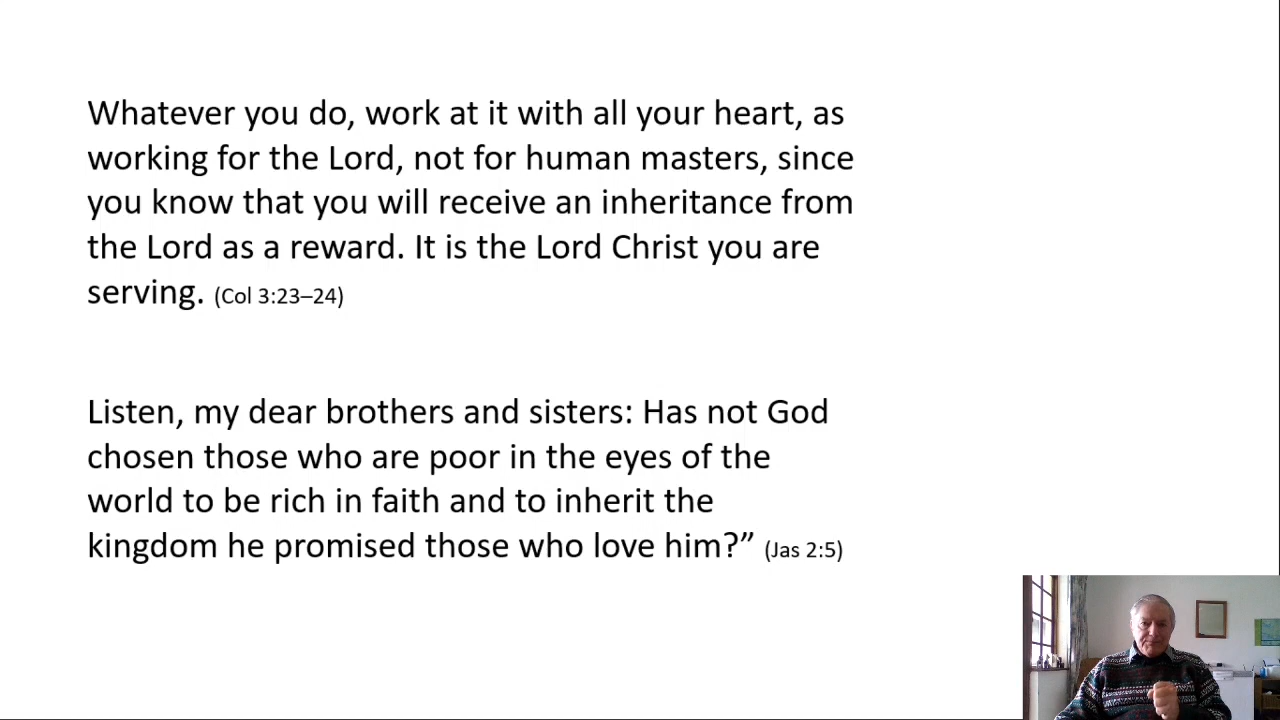 Whatever you do, work at it with all your heart, as
working for the Lord, not for human masters, since
you know that you will receive an inheritance from
the Lord as a reward. It is the Lord Christ you are
serving. (Col 3:23–24)
Listen, my dear brothers and sisters: Has not God
chosen those who are poor in the eyes of the
world to be rich in faith and to inherit the
kingdom he promised those who love him?” (Jas 2:5)